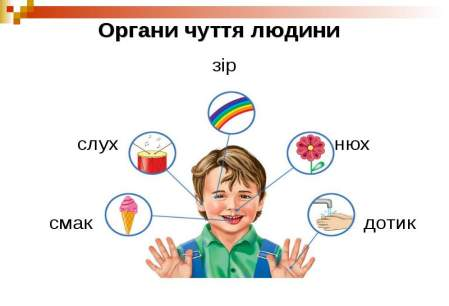 Органи чуття людини
зір
слух
нюх
смак
дотик